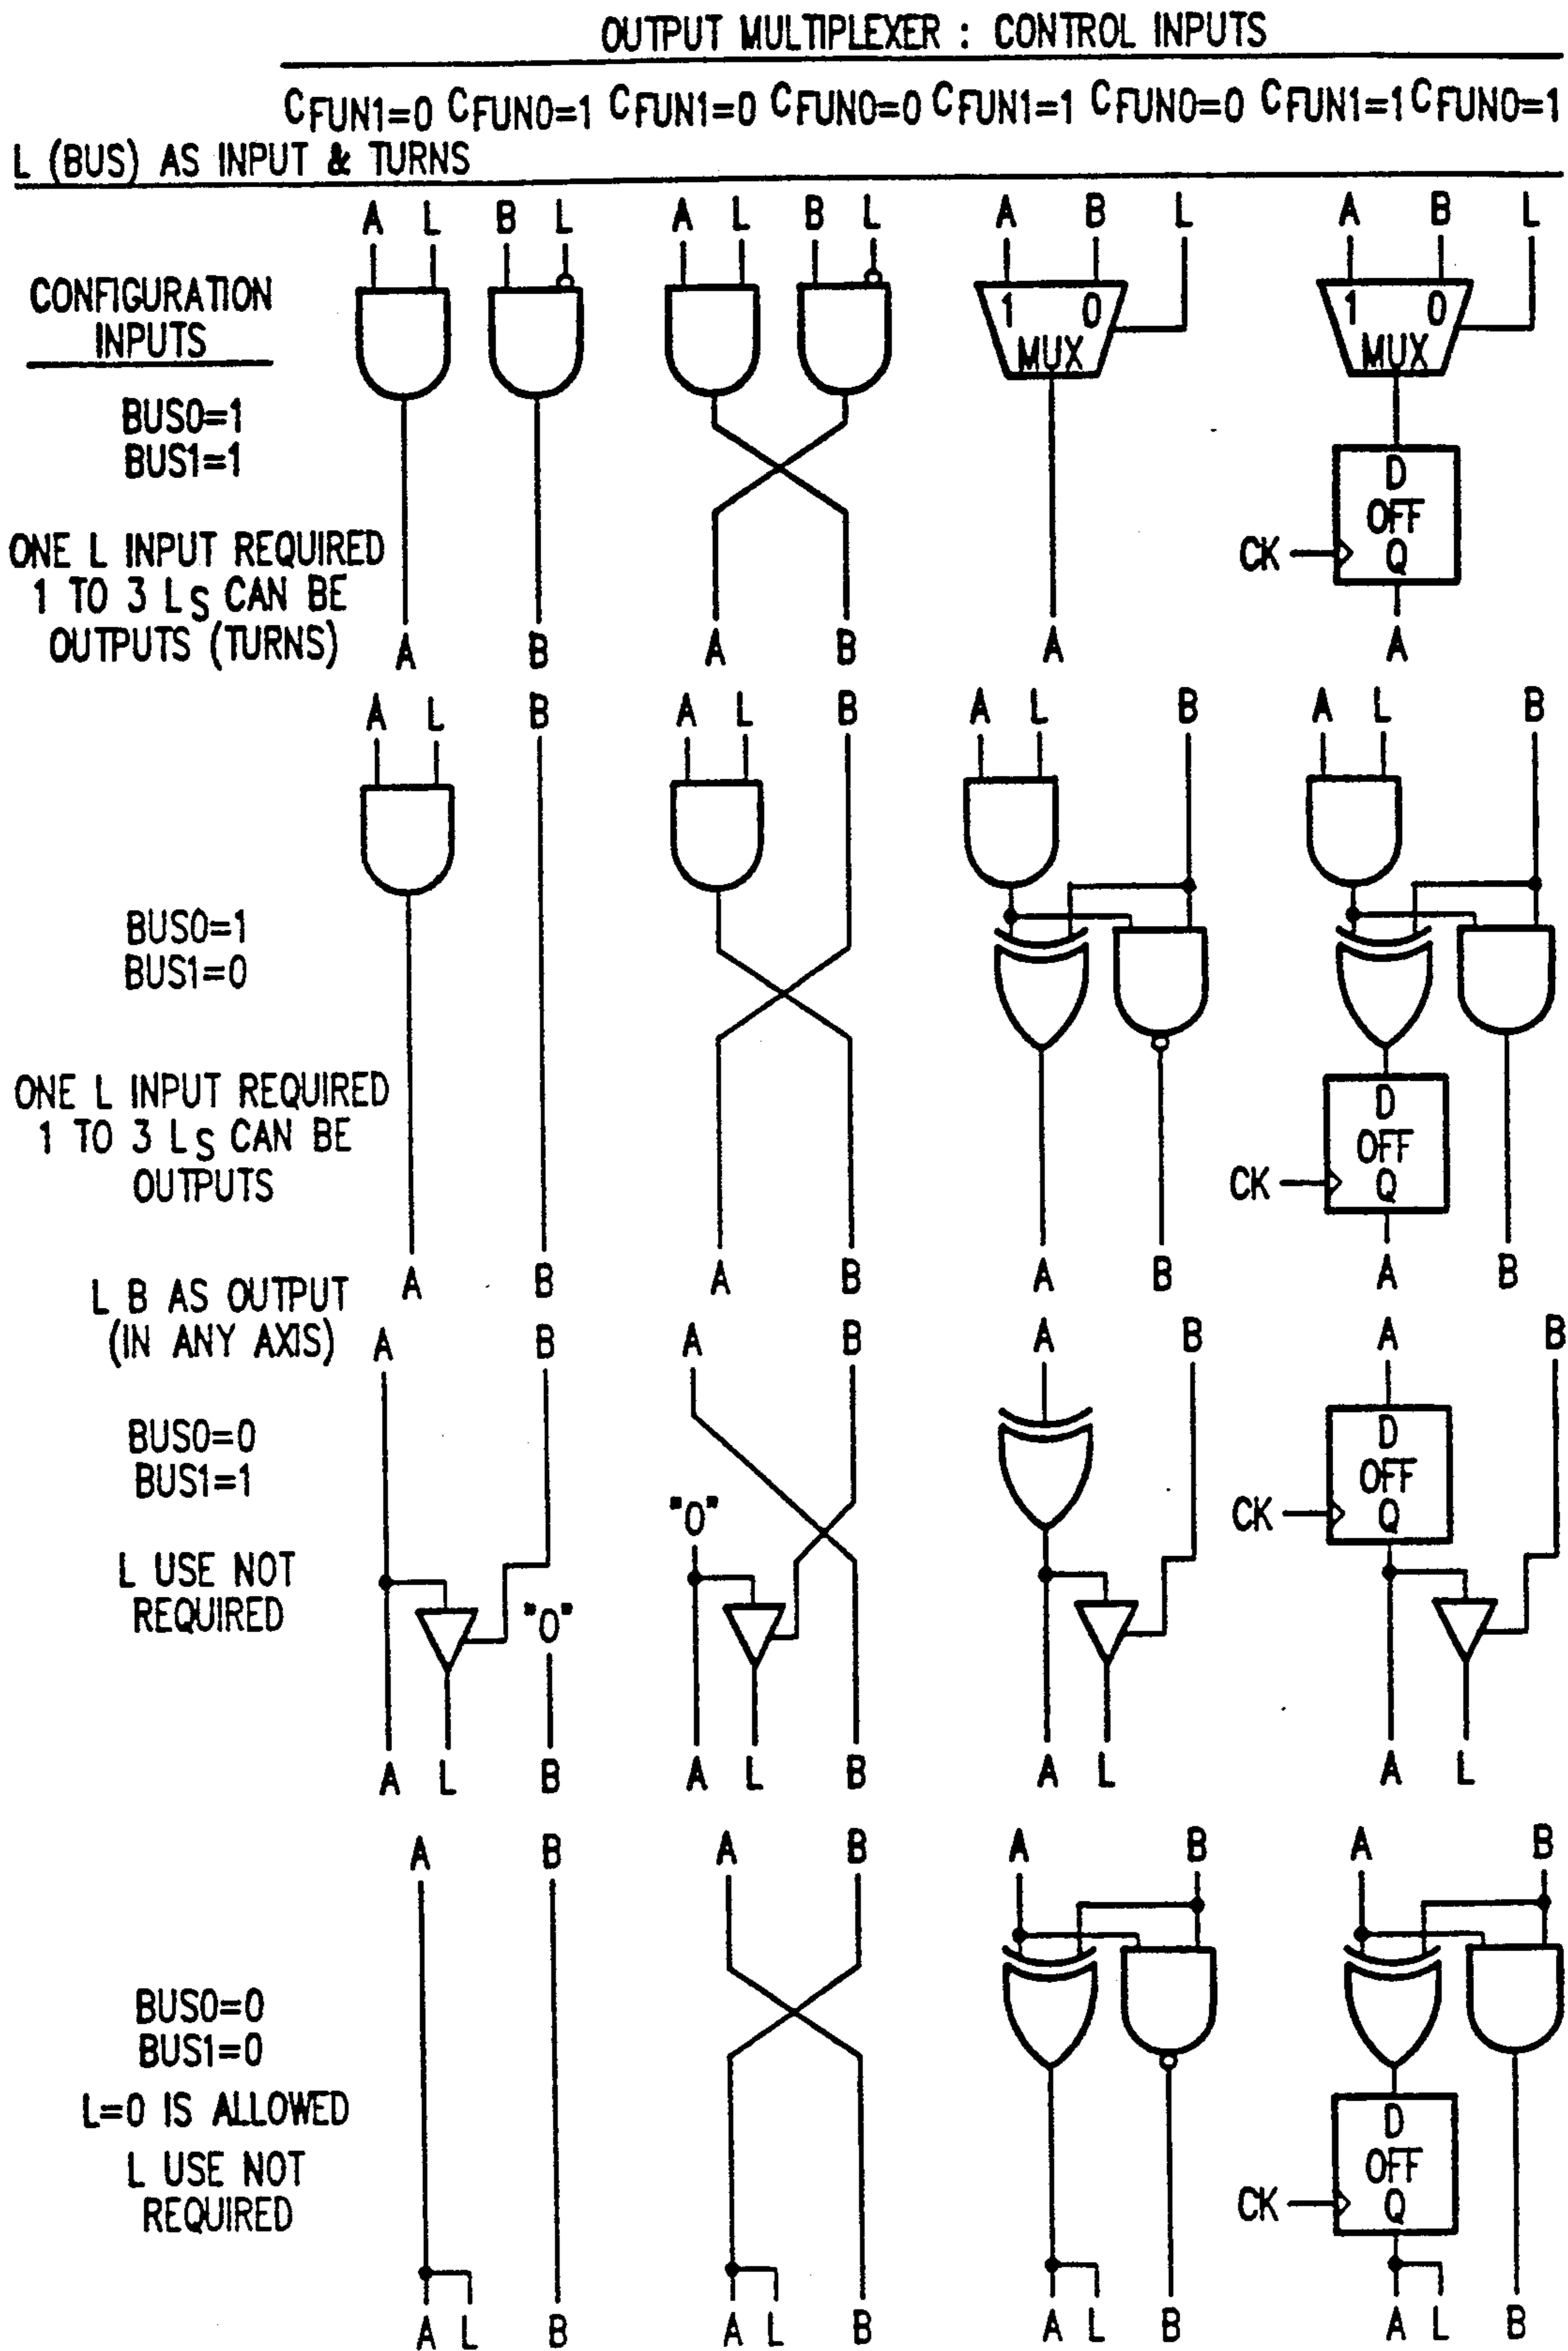 OUTPUT MULTIPLEXER : CONTROL INPUTS
CFUN1=0 CFUN0=1 CFUN1=0 CFUN0=0 CFUN1=1 CFUN0=0 CFUN1=1 CFUN0=1
L (BUS) AS INPUT & TURNS
A L B L A L B L A B L A B L
CONFIGURATION
INPUTS
1 0 1 0
MUX MUX
BUS0=1
BUS1=1
D
OFF
CK Q
ONE L INPUT REQUIRED
1 TO 3 LS CAN BE
OUTPUTS (TURNS)
A B A B A A
A L B A L B A L B A L B
BUS0=1
BUS1=0
ONE L INPUT REQUIRED
1 TO 3 LS CAN BE
OUTPUTS
D
OFF
CK Q
A B A B A B A B
L B AS OUTPUT
(IN ANY AXIS)
A B A B A B A B
BUS0=0
BUS1=1
D
OFF
CK Q
"0"
L USE NOT
REQUIRED
"0"
A L B A L B A L A L
A B A B A B A B
BUS0=0
BUS1=0
L=0 IS ALLOWED
L USE NOT
REQUIRED
D
OFF
CK Q
A L B A L B A L B A L B